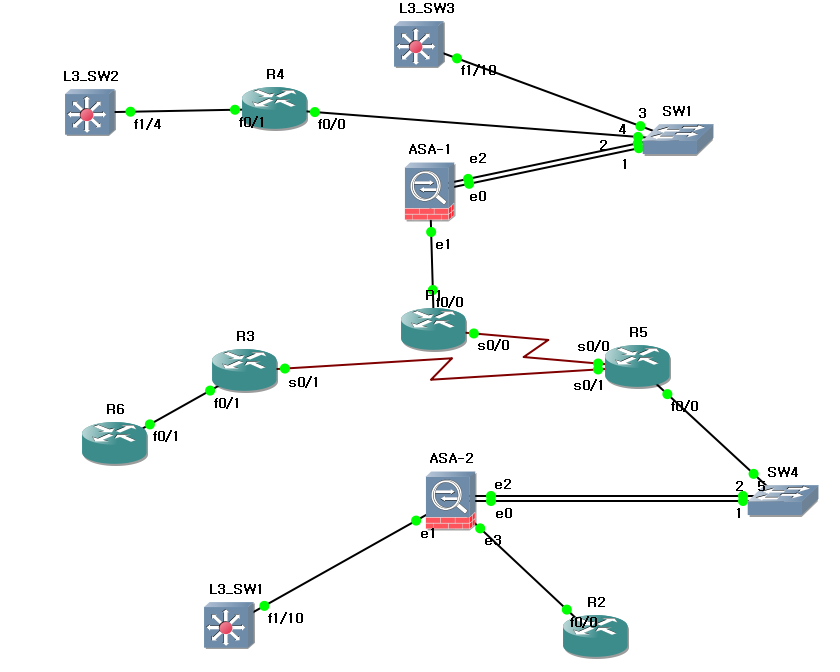 L3_SW3
f1/10
L3_SW2
f1/4
R4
f0/1
f0/0
SW1
3
4
2
1
ASA-1
e2
e0
e1
R1
f0/0
s0/0
R3
s0/1
f0/1
R6
f0/1
R5
s0/0
s0/1
f0/0
ASA-2
e2
e0
e1
e3
SW4
2
5
1
L3_SW1
f1/10
R2
f0/0